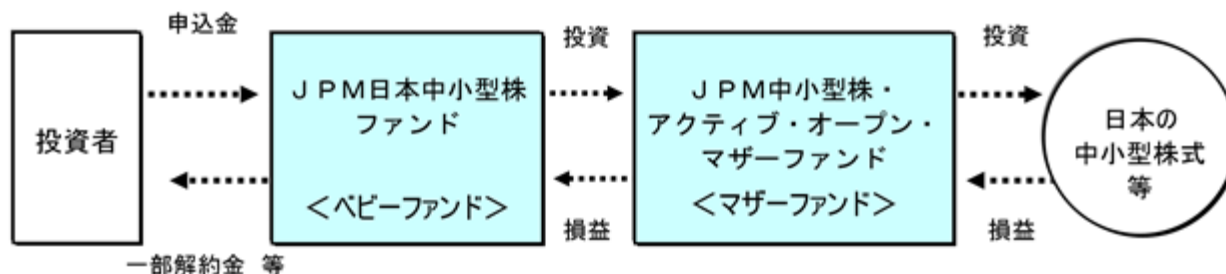 申込金
投資者
一部解約金 等
JPM日本中小型株
ファンド
<ベビーファンド>
投資
損益
JPM中小型株・
アクティブ・オープン・
マザーファンド
<マザーファンド>
投資
損益
日本の
中小型株式
等